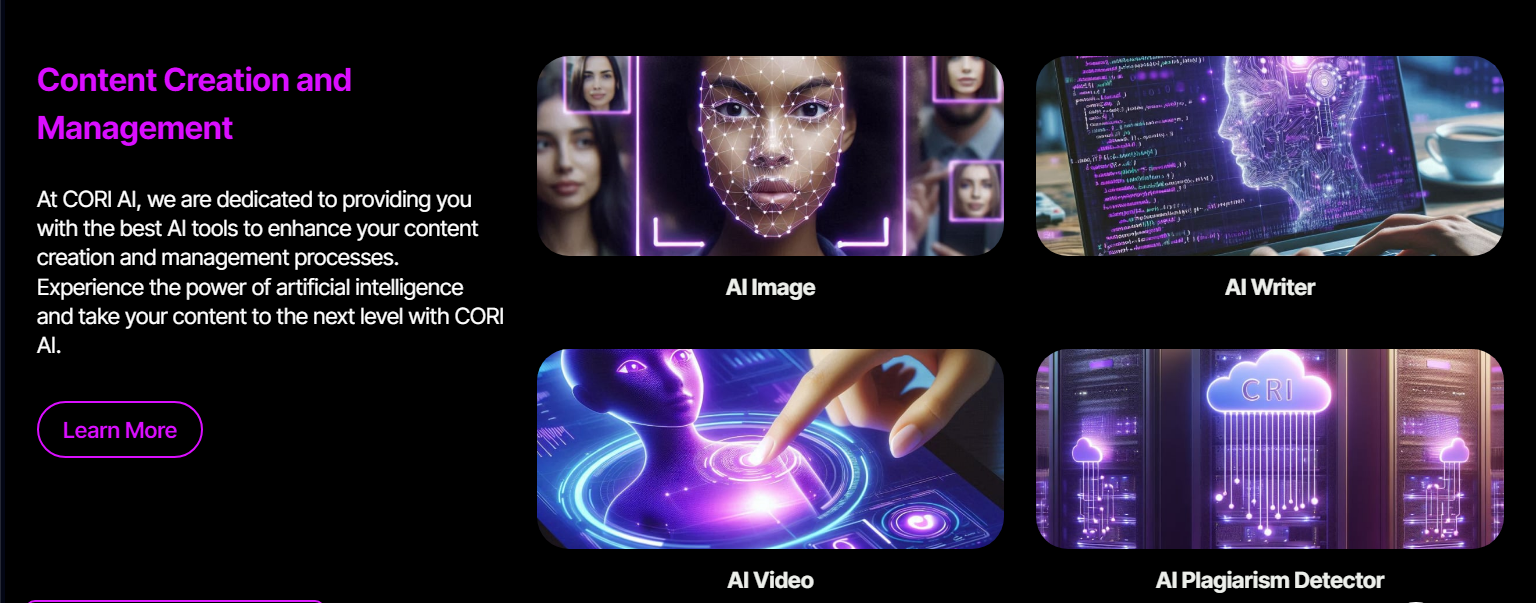 Content Creation and
Management
At CORI AI, we are dedicated to providing you
with the best AI tools to enhance your content
creation and management processes.
Experience the power of artificial intelligence
and take your content to the next level with CORI
AI.
Learn More
AI Image
AI Writer
CRI
AI Video
AI Plagiarism Detector